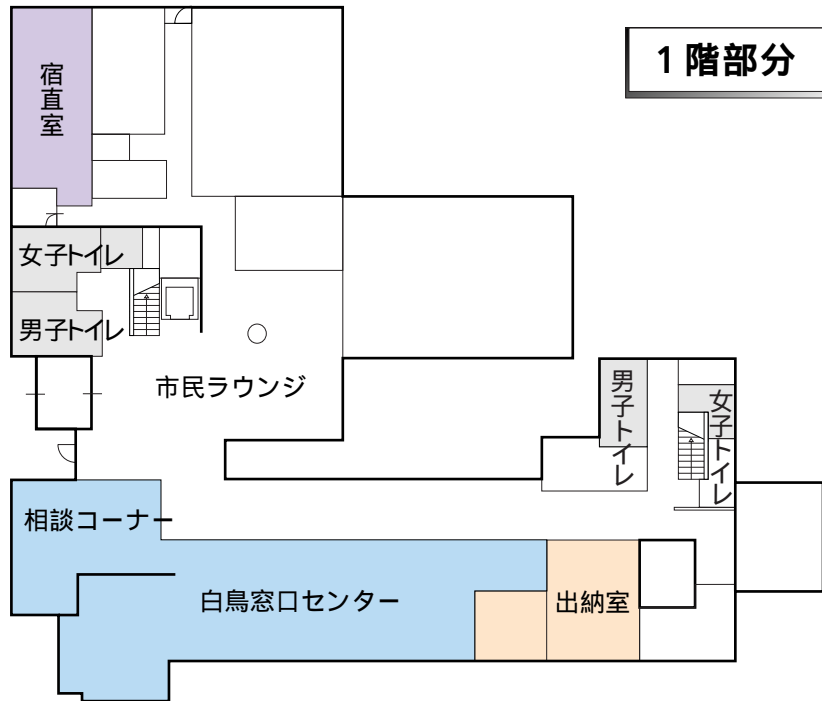 1階部分
宿直室
女子トイレ
男子トイレ
市民ラウンジ
男子トイレ
女子トイレ
相談コーナー
白鳥窓口センター
出納室